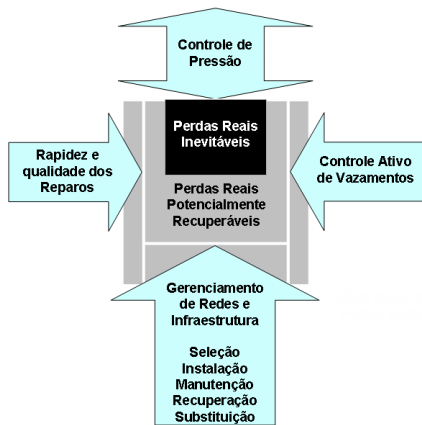 Controle de
Pressão
Perdas Reais
Inevitáveis
Rapidez e
qualidade dos
Reparos
Controle Ativo
de Vazamentos
Perdas Reais
Potencialmente
Recuperáveis
Gerenciamento
de Redes e
Infraestrutura
Seleção
Instalação
Manutenção
Recuperação
Substituição